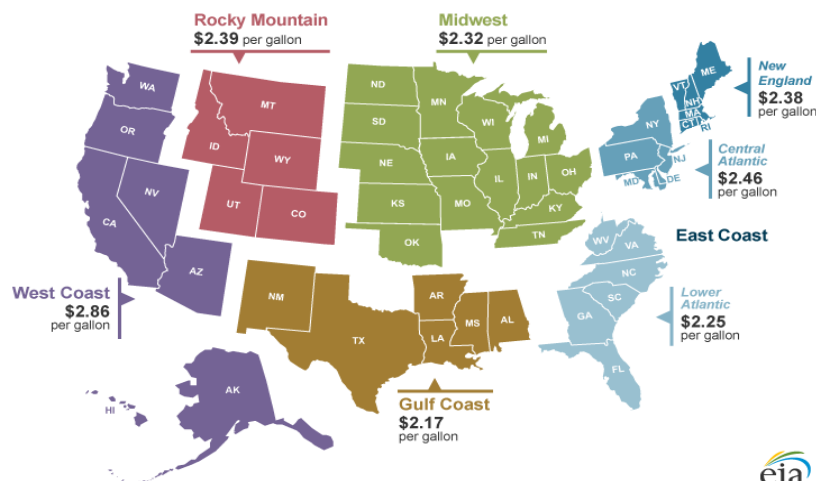 Rocky Mountain
$2.39 per gallon
Midwest
$2.32 per gallon
WA
OR
CA
NV
AZ
MT
ID
WY
UT
CO
ND
SD
NE
KS
OK
MN
IA
MO
WI
IL
MI
IN
OH
KY
TN
New
England
$2.38
per gallon
VT
ME
NH
MA
CT
RI
NY
PA
NJ
MD
DE
Central
Atlantic
$2.46
per gallon
East Coast
WV
VA
NC
SC
GA
FL
Lower
Atlantic
$2.25
per gallon
West Coast
$2.86
per gallon
NM
TX
AR
LA
MS
AL
Gulf Coast
$2.17
per gallon
AK
HI
eia